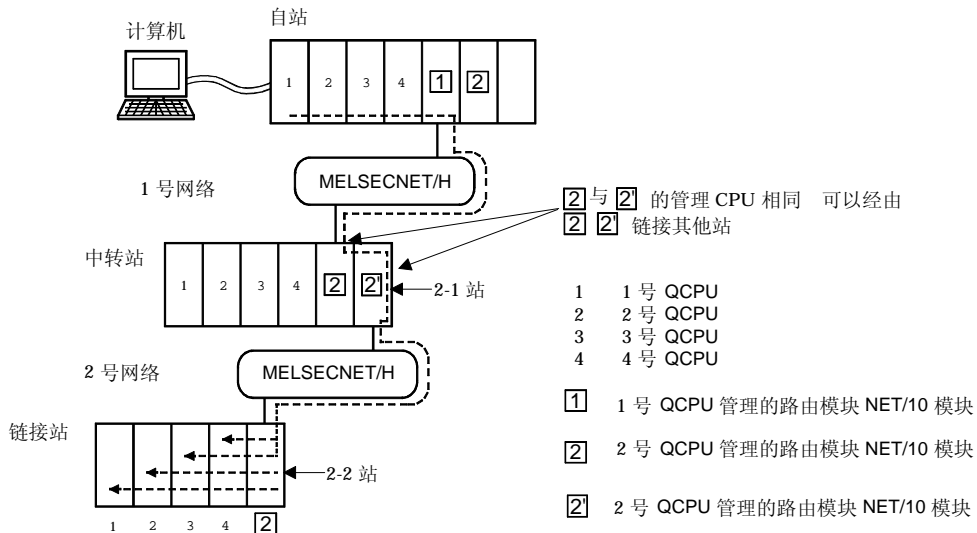 自站
计算机
1 2 3 4 1 2
1 号网络
MELSECNET/H
2 与 2' 的管理 CPU 相同 可以经由
2 2' 链接其他站
中转站
1 2 3 4 2 2'
2-1 站
1 1 号 QCPU
2 2 号 QCPU
3 3 号 QCPU
4 4 号 QCPU
2 号网络
MELSECNET/H
1 1 号 QCPU 管理的路由模块 NET/10 模块
2 2 号 QCPU 管理的路由模块 NET/10 模块
2' 2 号 QCPU 管理的路由模块 NET/10 模块
链接站
2-2 站
1 2 3 4 2